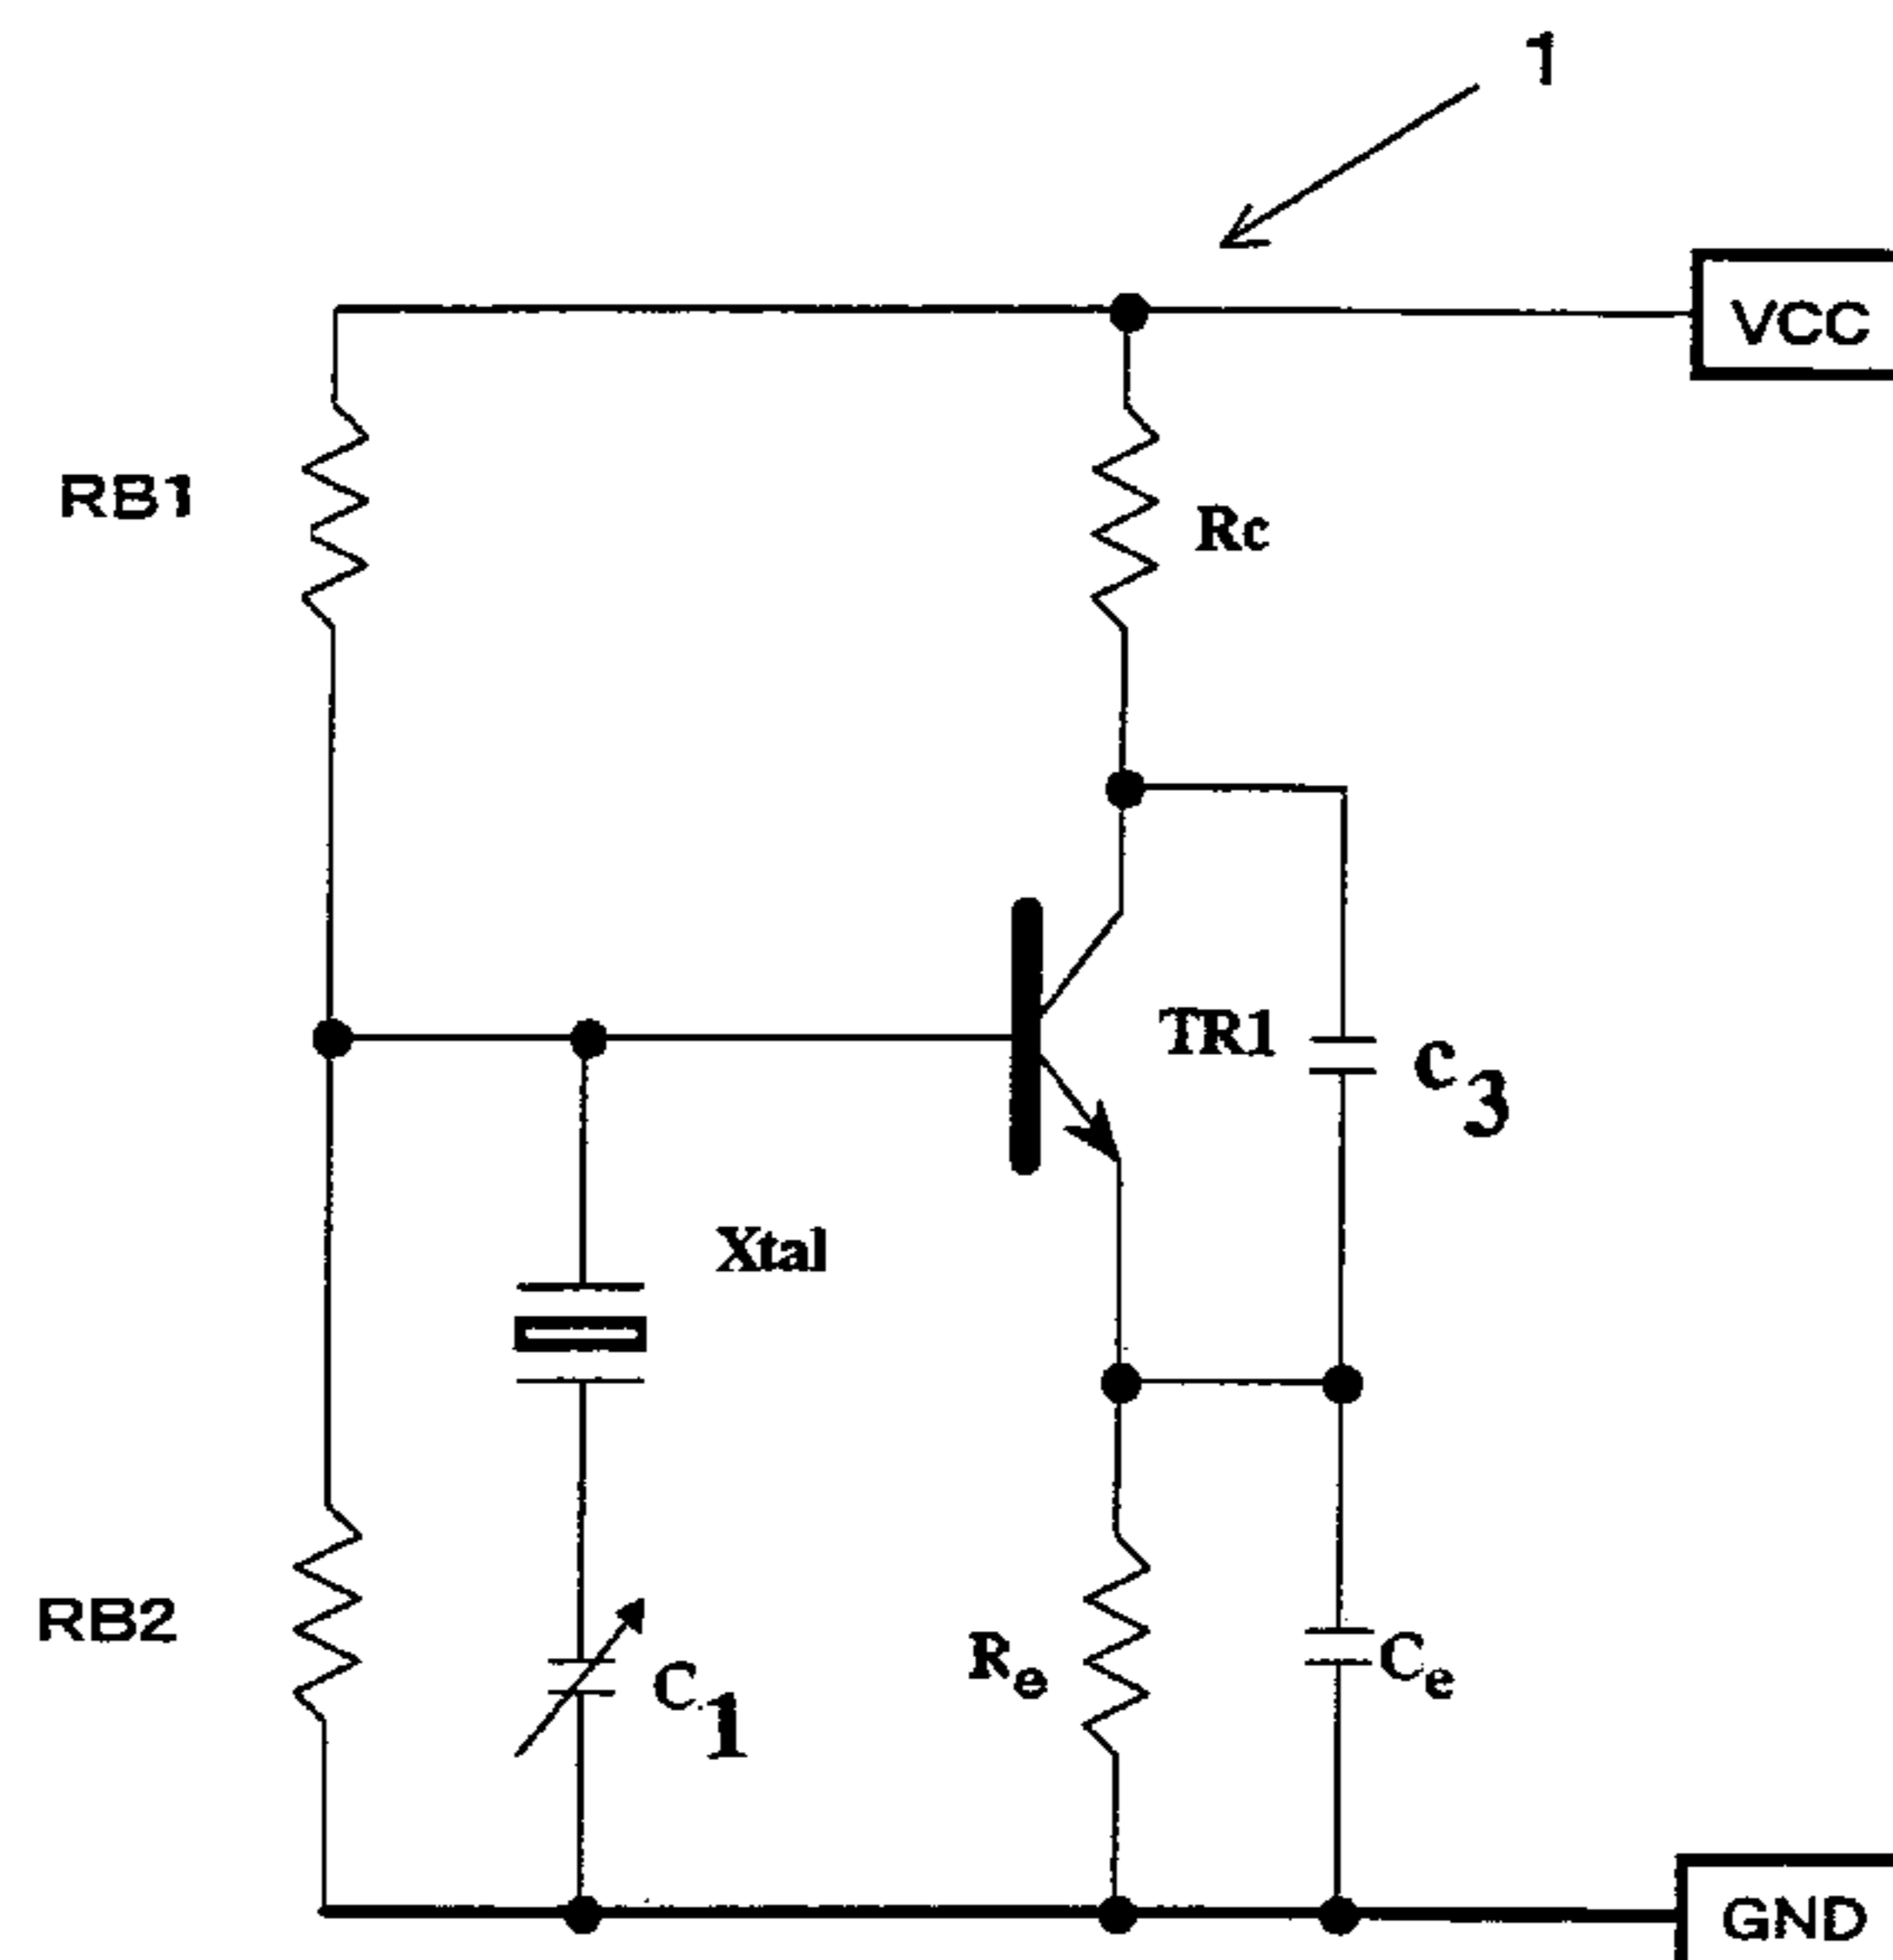 1
VCC
RB1
Rc
TR1
C3
Xtal
RB2
C1
Re
Ce
GND